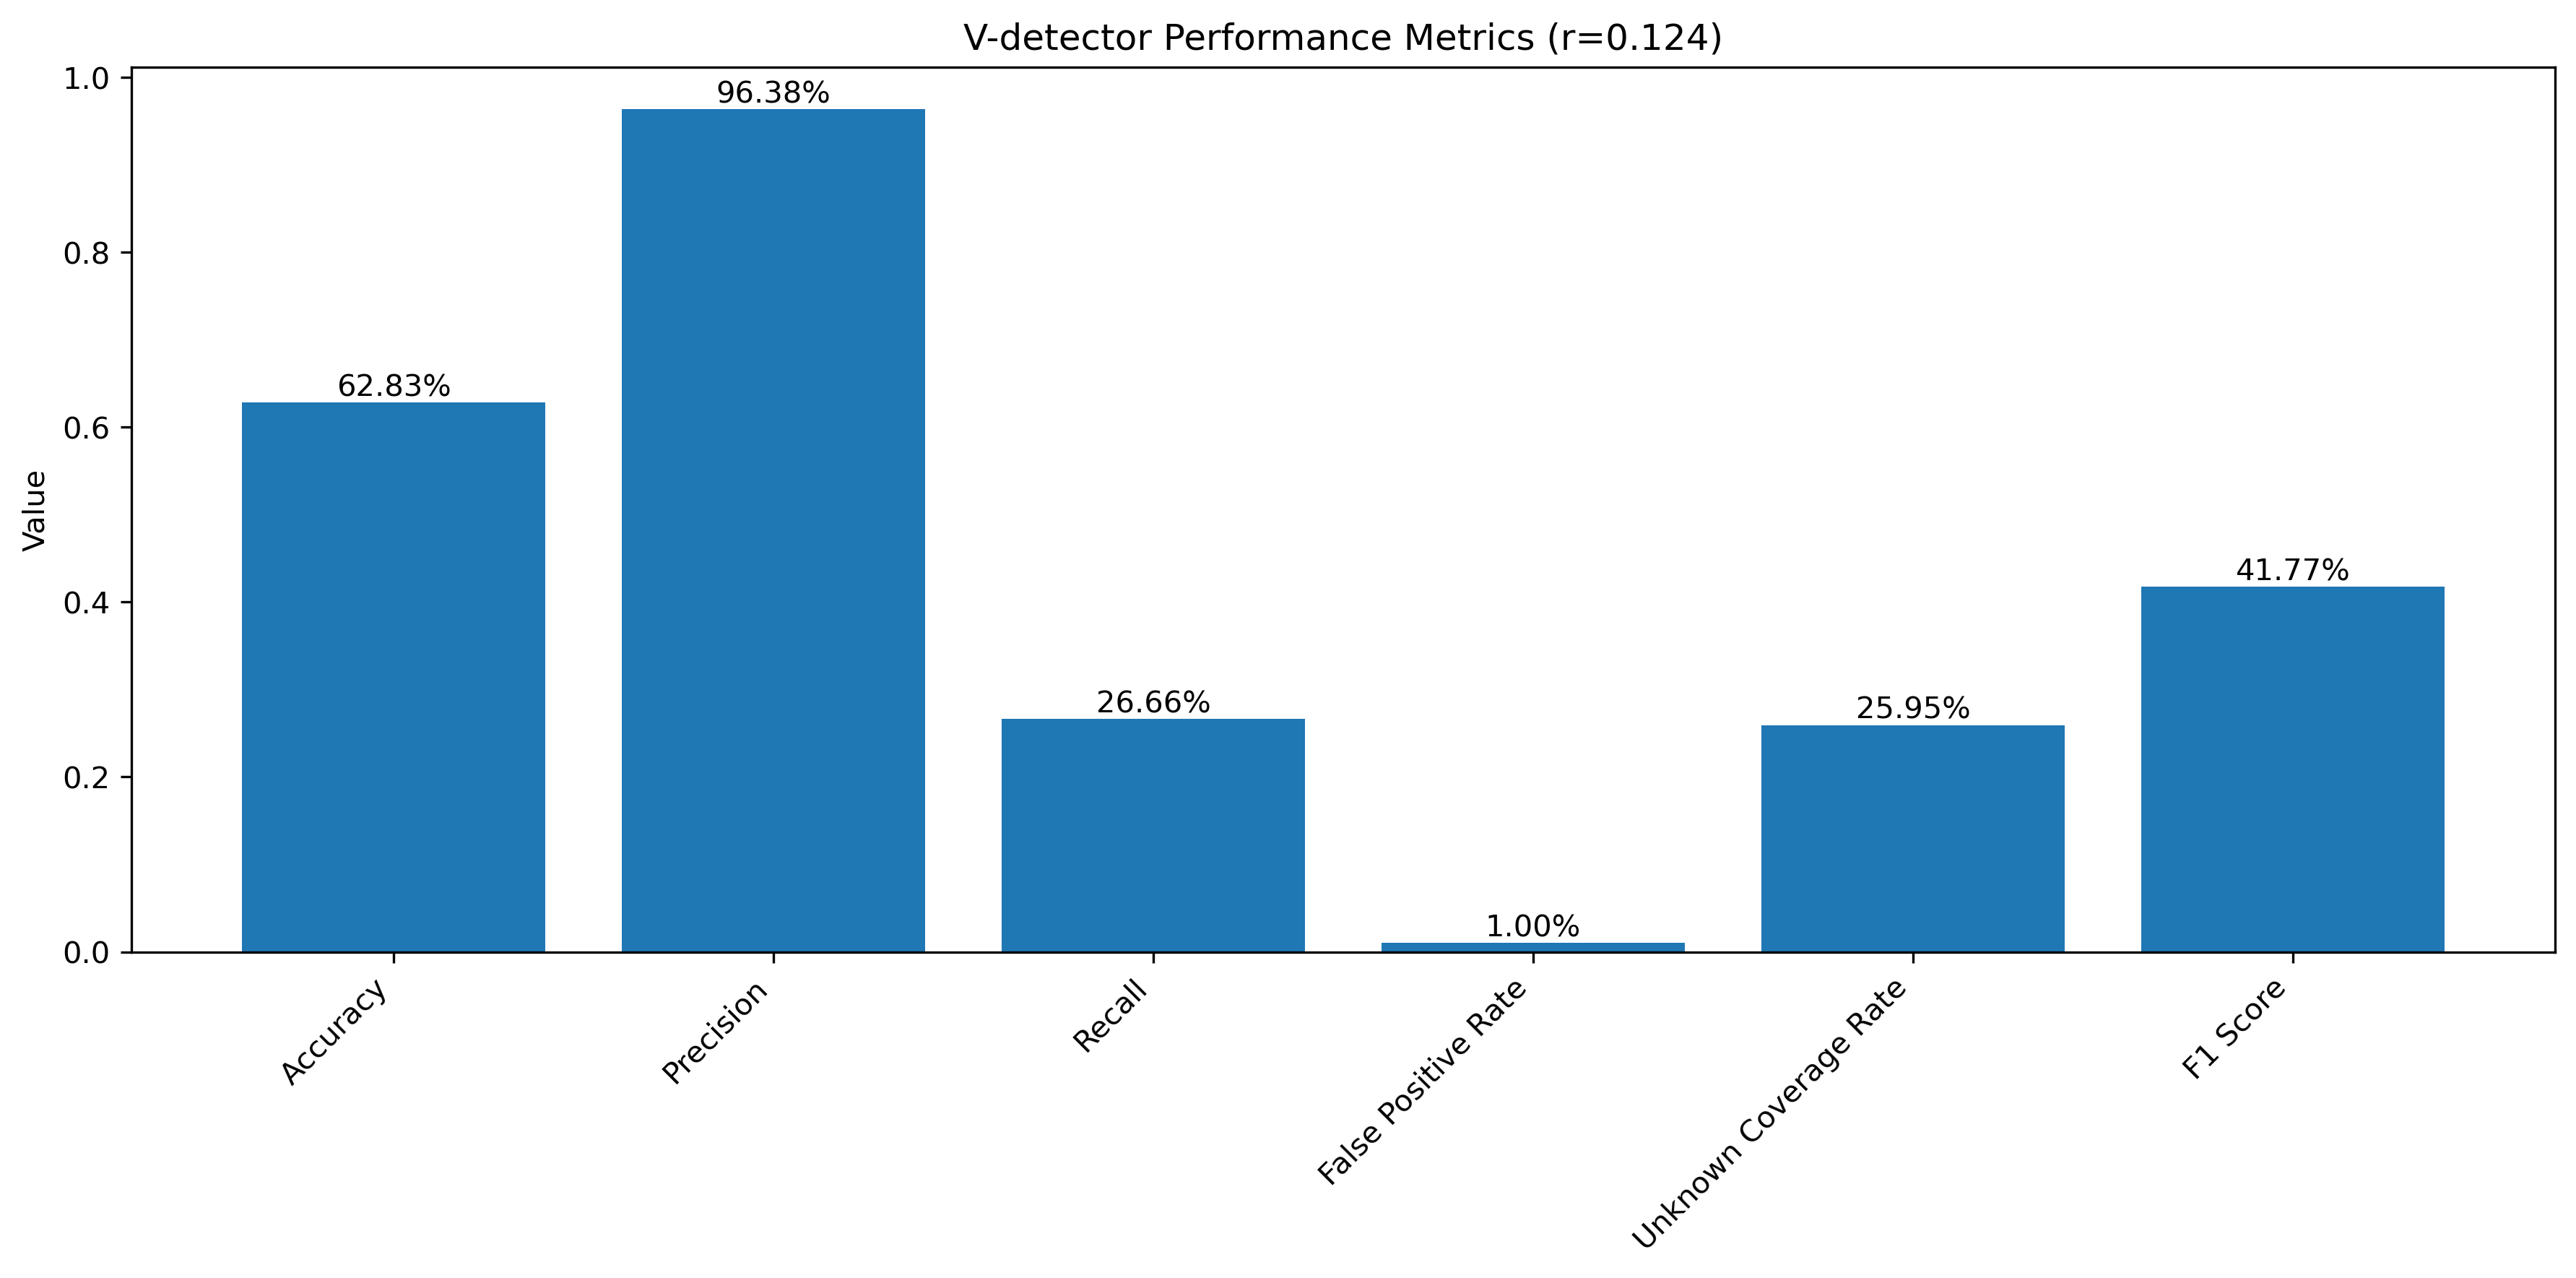 V-detector Performance Metrics (r=0.124)
1.0
0.8
0.6
0.4
0.2
0.0
Value
62.83%
96.38%
26.66%
1.00%
25.95%
41.77%
Accuracy
Precision
Recall
False Positive Rate
Unknown Coverage Rate
F1 Score